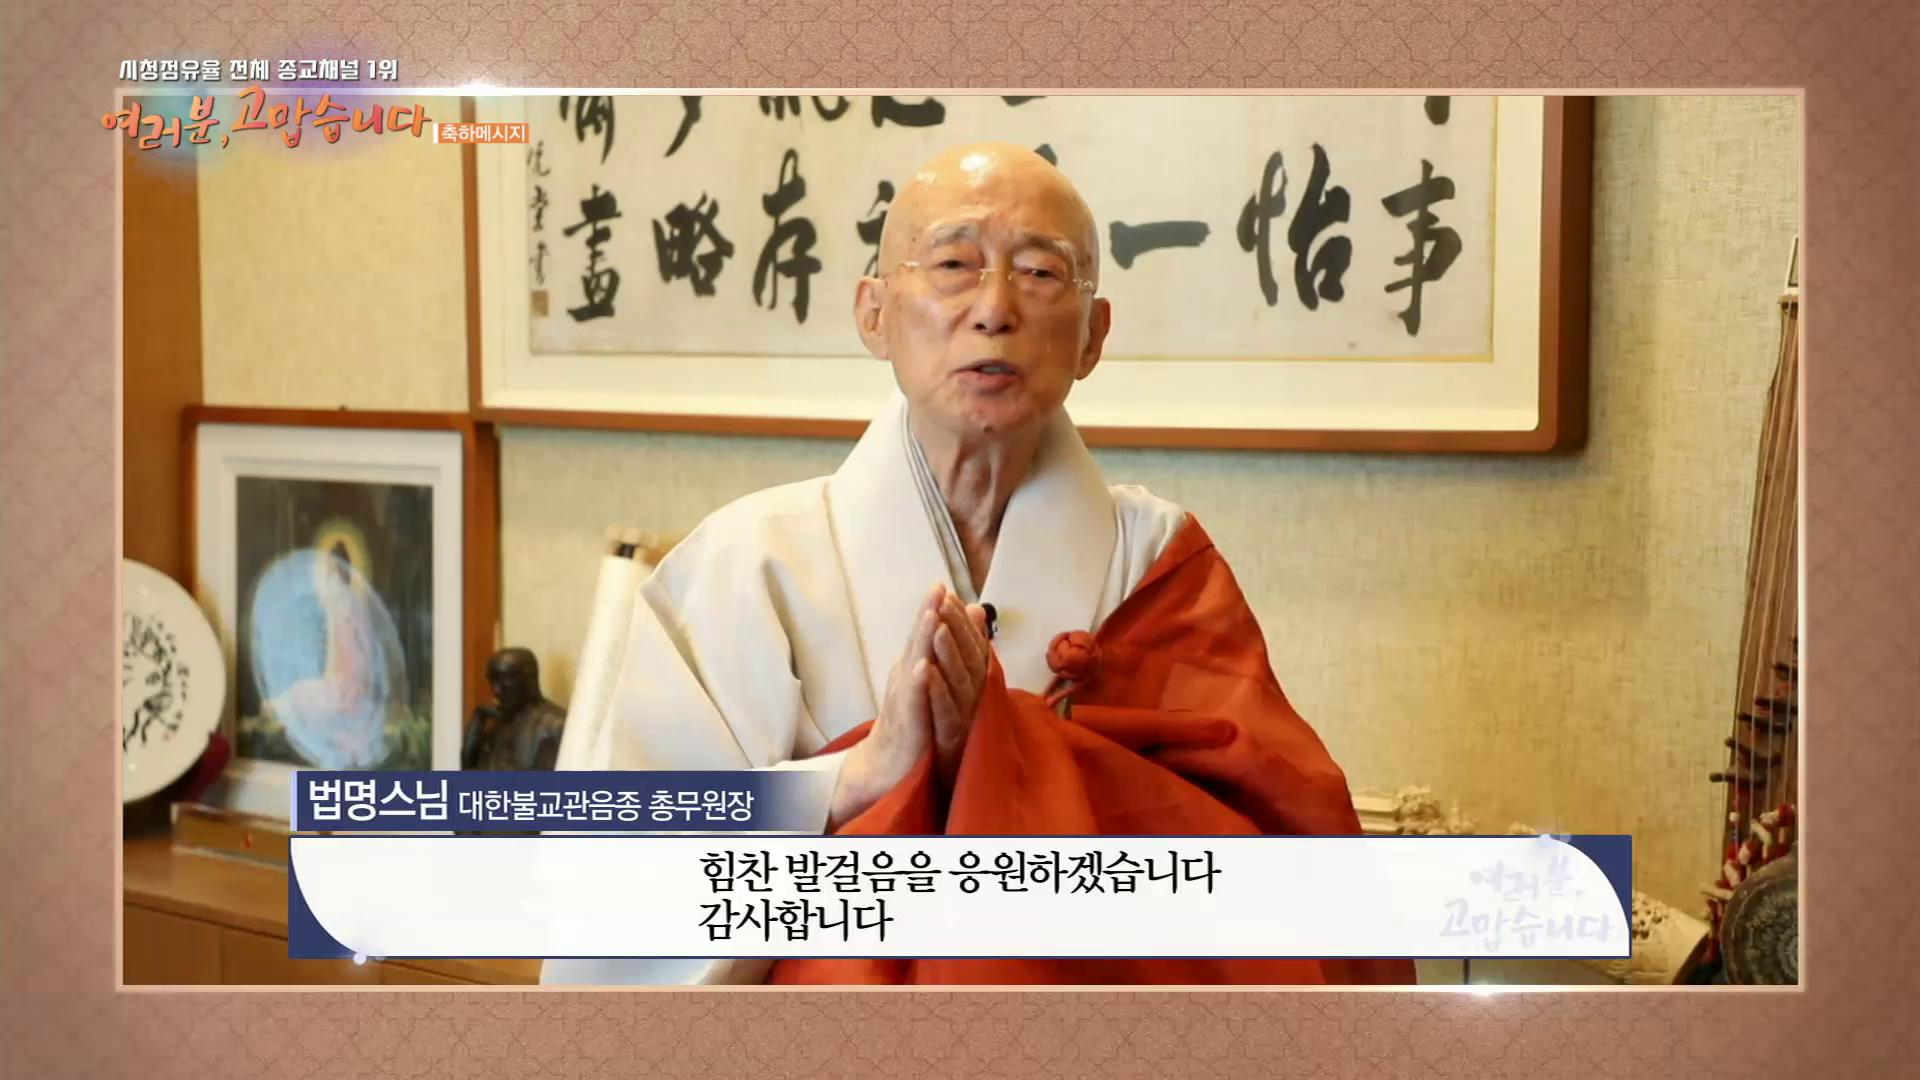 시청점유율 전체 종교채널 1위
여러분, 고맙습니다
축하메시지
事 怡 一 存 略 盡
법명스님 대한불교관음종 총무원장
힘찬 발걸음을 응원하겠습니다
감사합니다
여러분,
고맙습니다